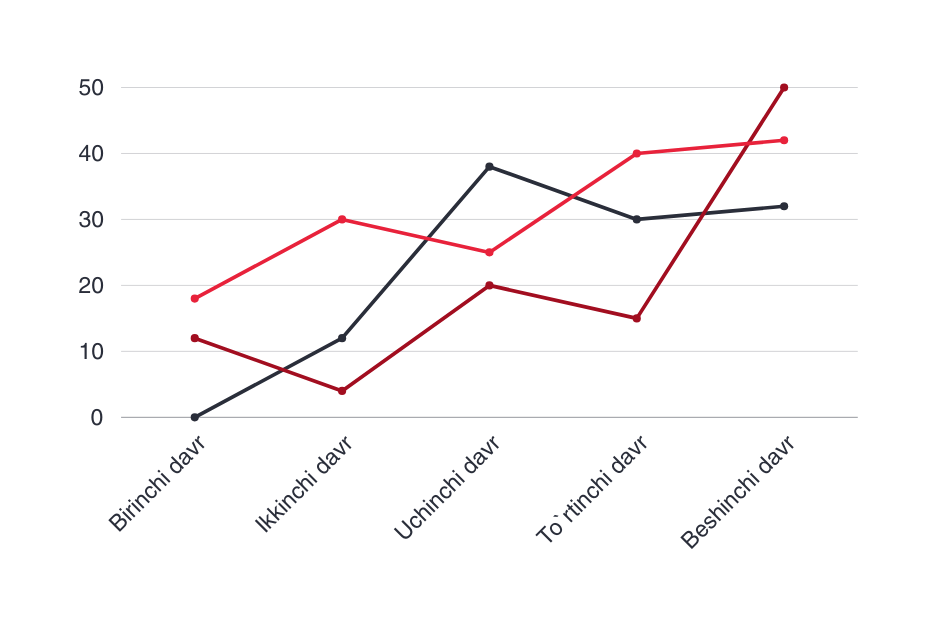 50
40
30
20
10
0
Birinchi davr
Ikkinchi davr
Uchinchi davr
To`rtinchi davr
Beshinchi davr